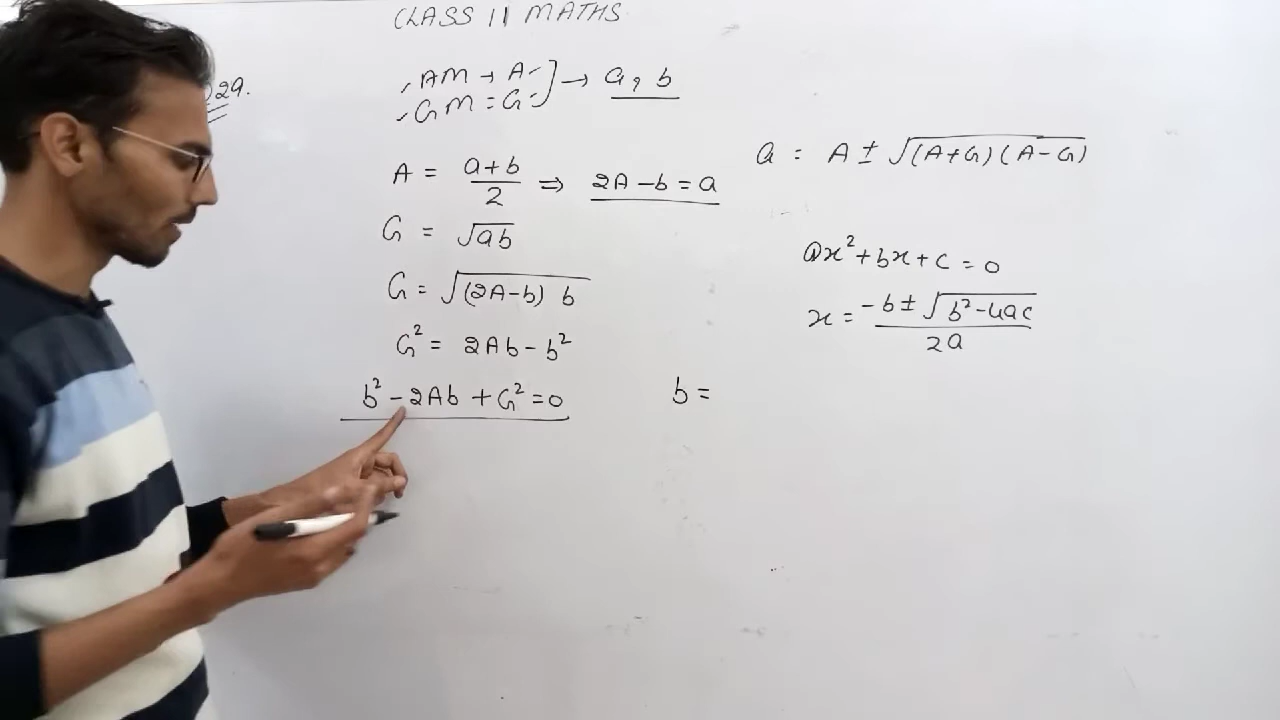 CLASS 11 MATHS
29.
AM → A
GM = G
→ a, b
A = a+b/2 ⇒ 2A-b = a
G = √ab
G = √(2A-b) b
G² = 2Ab - b²
b² - 2Ab + G² = 0
a : A ± √(A+G)(A-G)
ax² + bx + c = 0
x = -b ± √b²-4ac/2a
b =